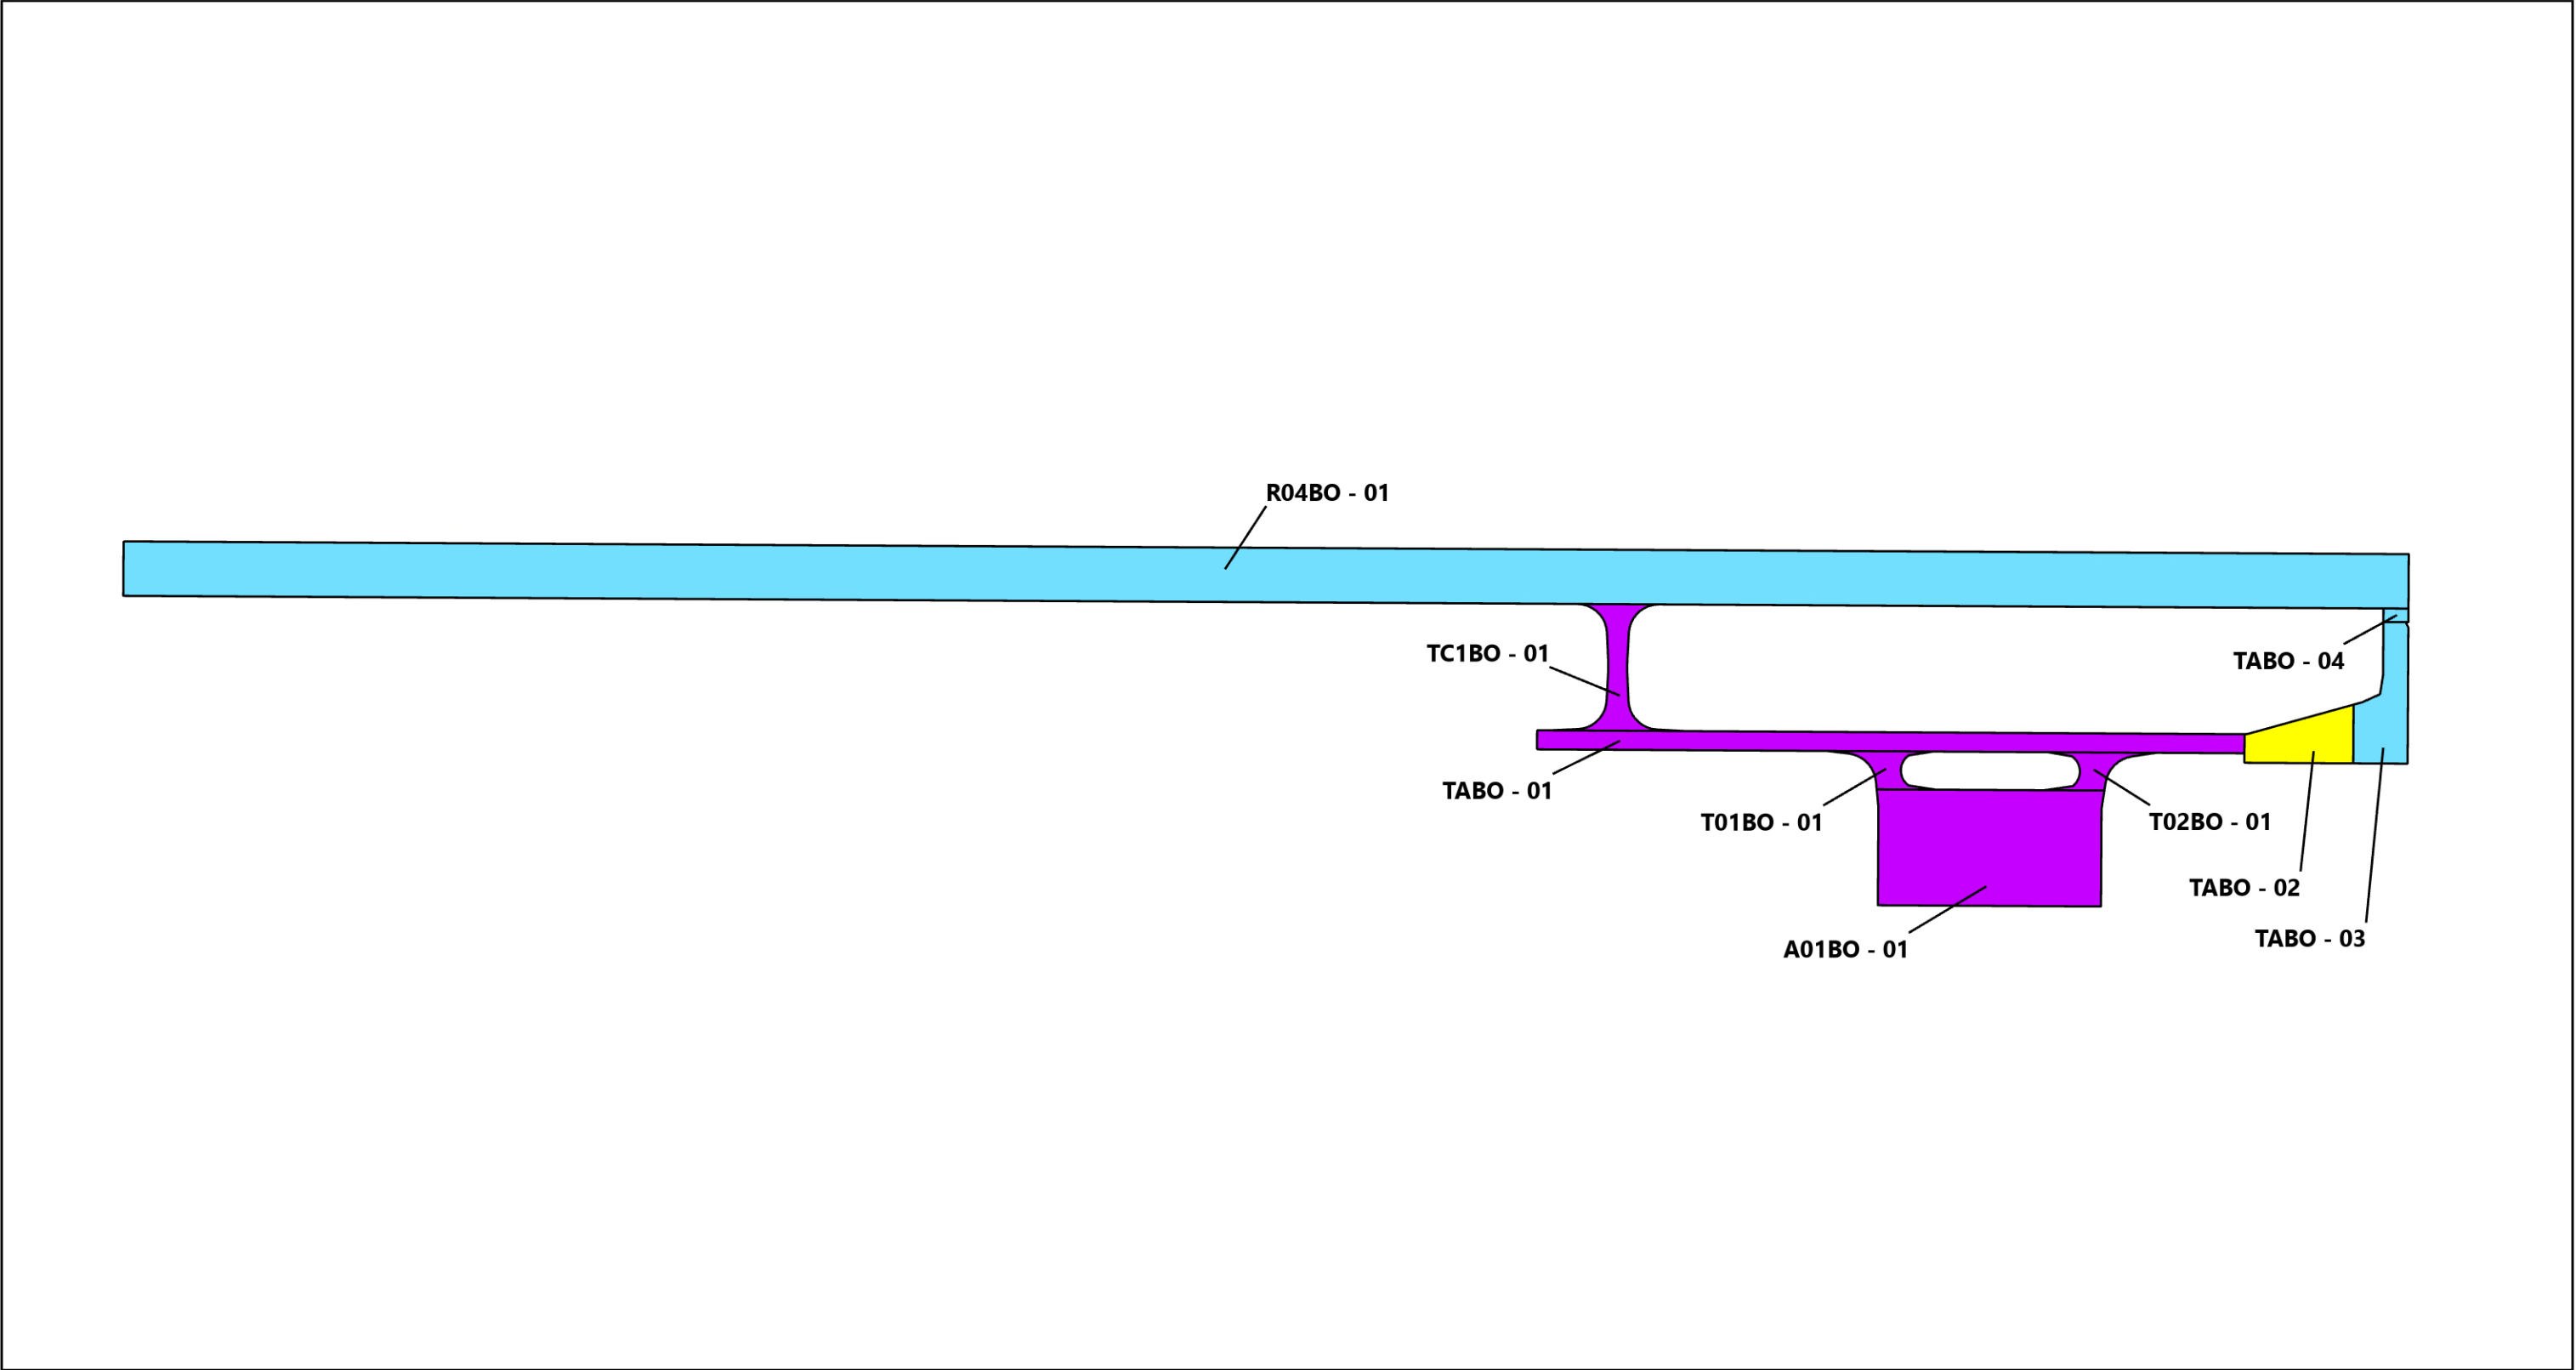 R04BO - 01
TC1BO - 01
TABO - 04
TABO - 01
T01BO - 01
T02BO - 01
TABO - 02
TABO - 03
A01BO - 01